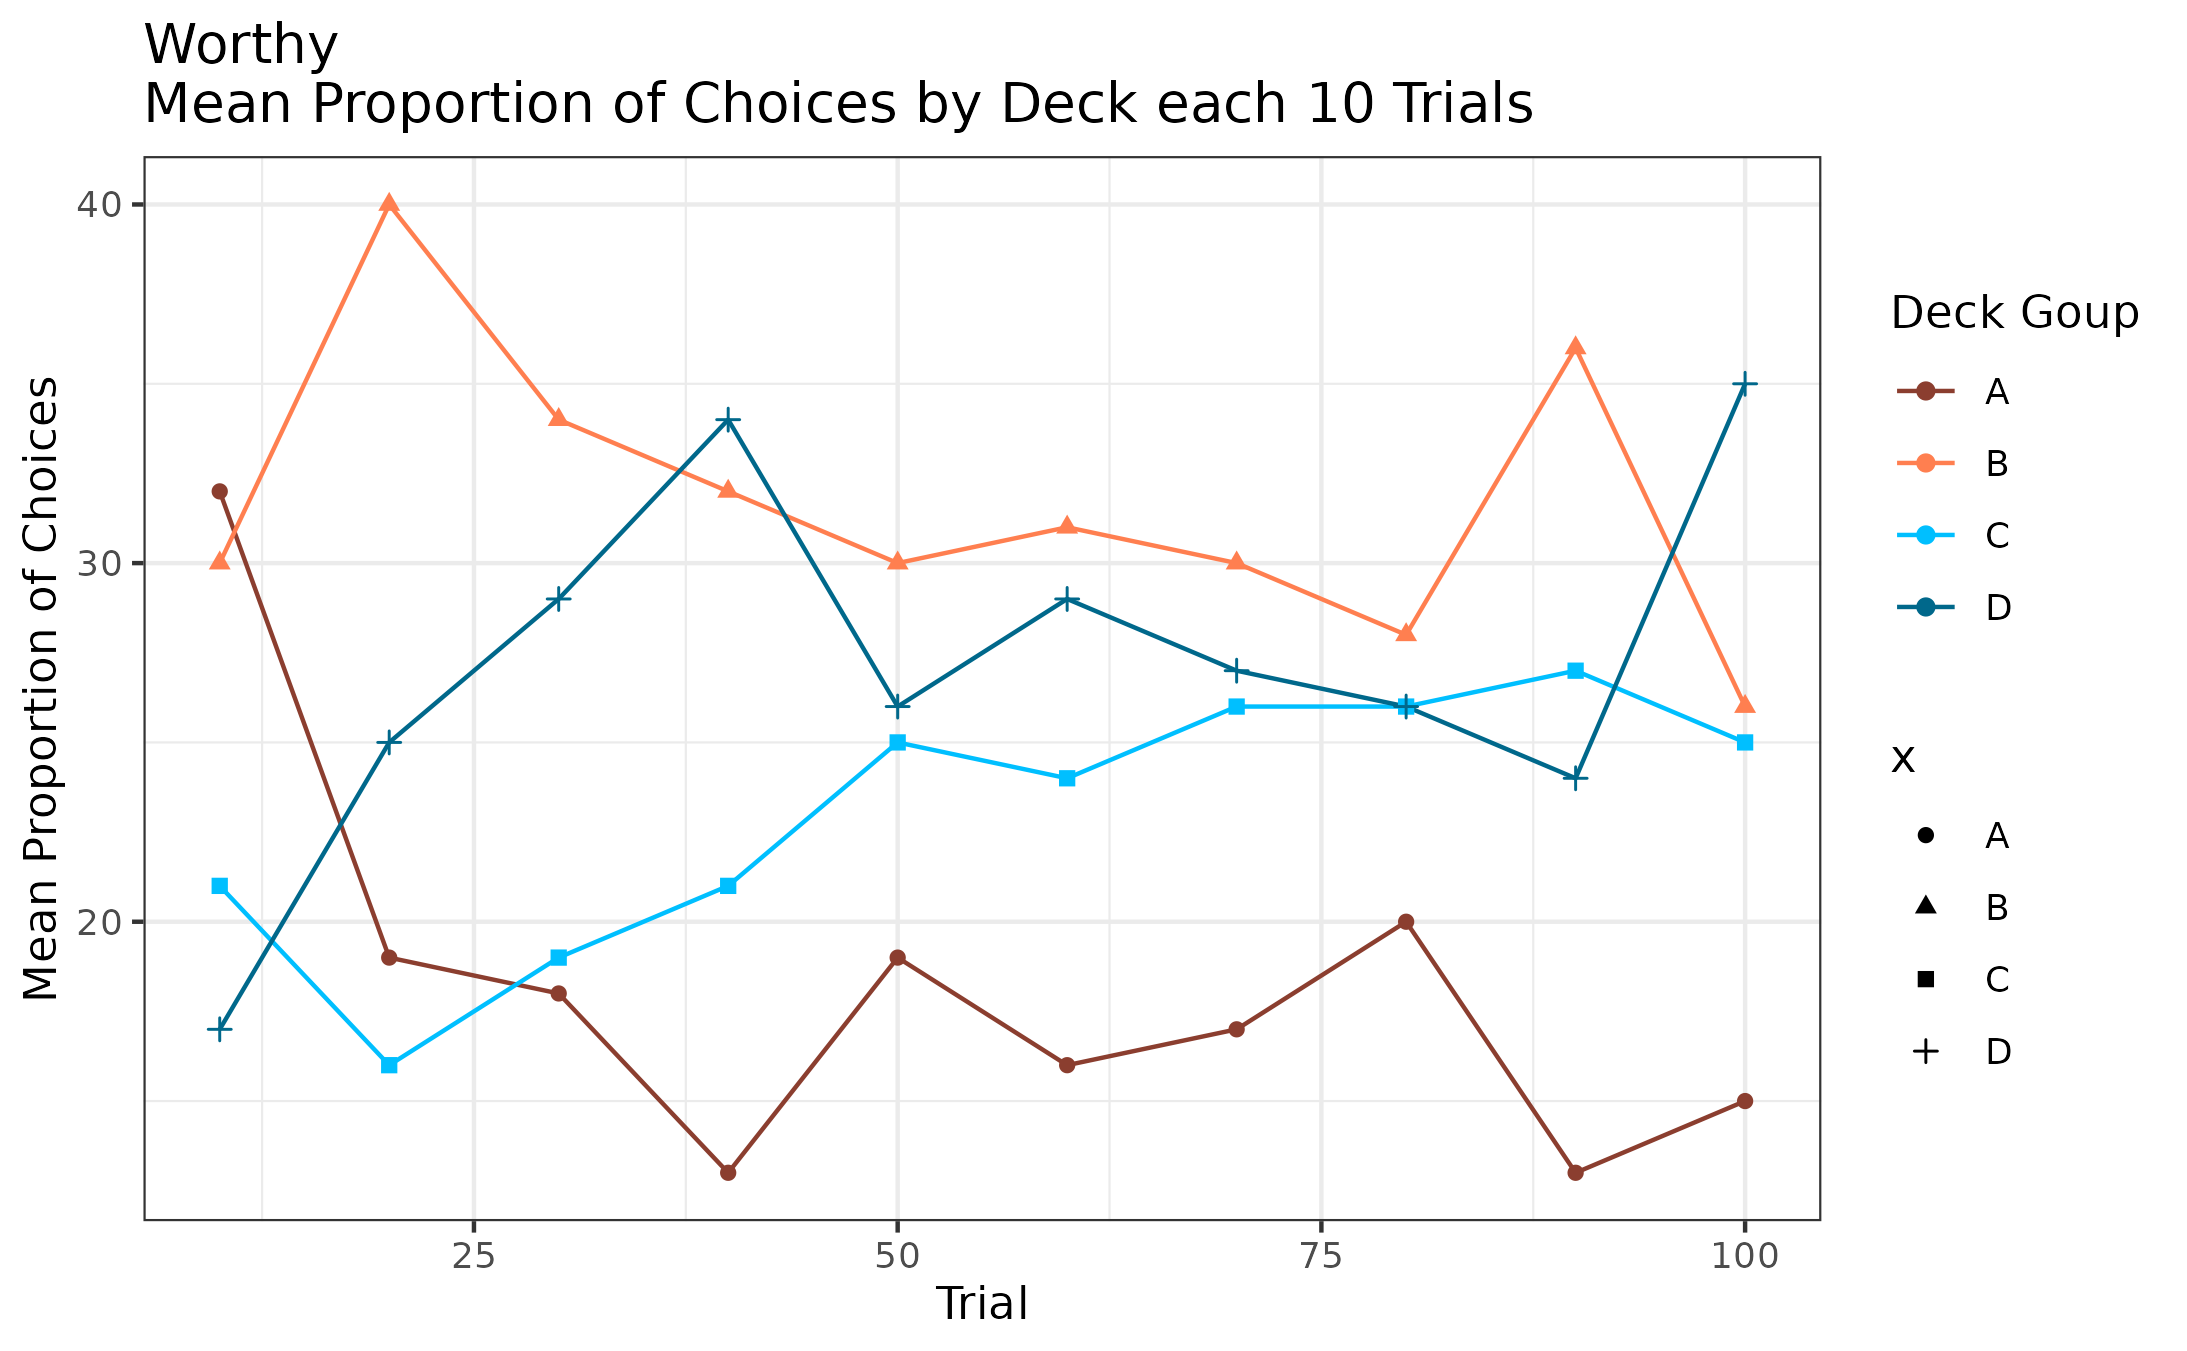 Worthy
Mean Proportion of Choices by Deck each 10 Trials
Mean Proportion of Choices
40
30
20
25
50
75
100
Trial
Deck Goup
A
B
C
D
x
A
B
C
D